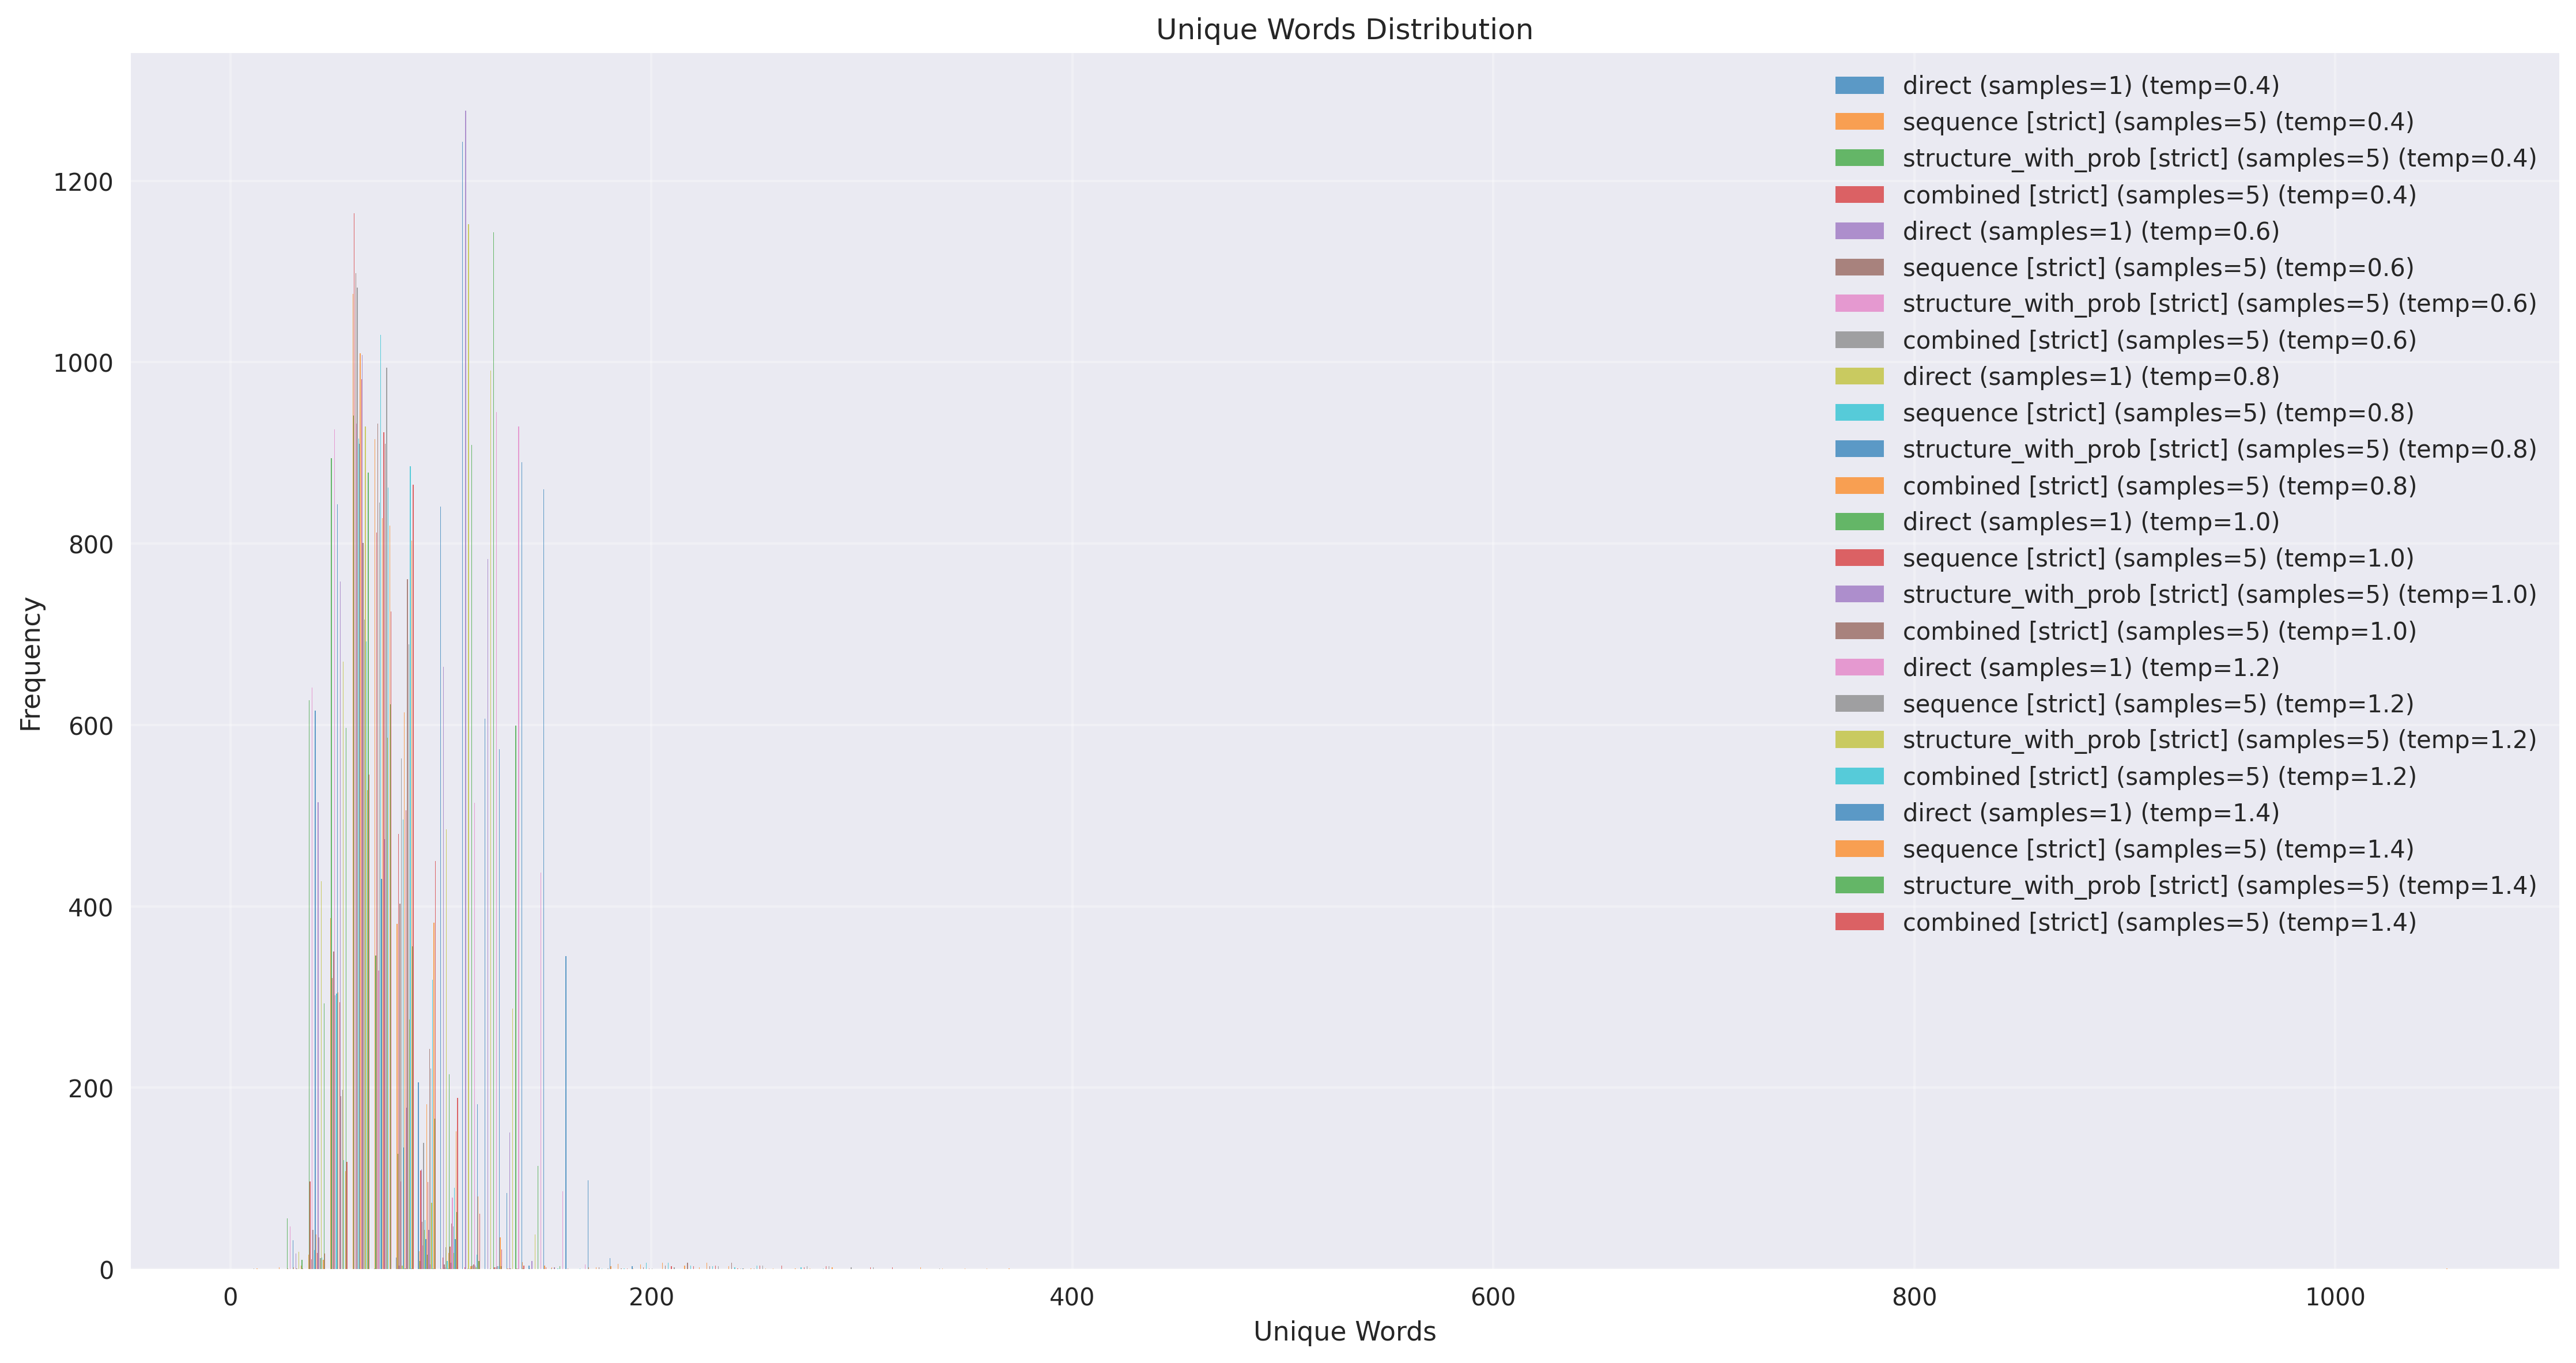 Unique Words Distribution
direct (samples=1) (temp=0.4)
sequence [strict] (samples=5) (temp=0.4)
structure_with_prob [strict] (samples=5) (temp=0.4)
combined [strict] (samples=5) (temp=0.4)
direct (samples=1) (temp=0.6)
sequence [strict] (samples=5) (temp=0.6)
structure_with_prob [strict] (samples=5) (temp=0.6)
combined [strict] (samples=5) (temp=0.6)
direct (samples=1) (temp=0.8)
sequence [strict] (samples=5) (temp=0.8)
structure_with_prob [strict] (samples=5) (temp=0.8)
combined [strict] (samples=5) (temp=0.8)
direct (samples=1) (temp=1.0)
sequence [strict] (samples=5) (temp=1.0)
structure_with_prob [strict] (samples=5) (temp=1.0)
combined [strict] (samples=5) (temp=1.0)
direct (samples=1) (temp=1.2)
sequence [strict] (samples=5) (temp=1.2)
structure_with_prob [strict] (samples=5) (temp=1.2)
combined [strict] (samples=5) (temp=1.2)
direct (samples=1) (temp=1.4)
sequence [strict] (samples=5) (temp=1.4)
structure_with_prob [strict] (samples=5) (temp=1.4)
combined [strict] (samples=5) (temp=1.4)
Frequency
1200
1000
800
600
400
200
0
0 200 400 600 800 1000
Unique Words